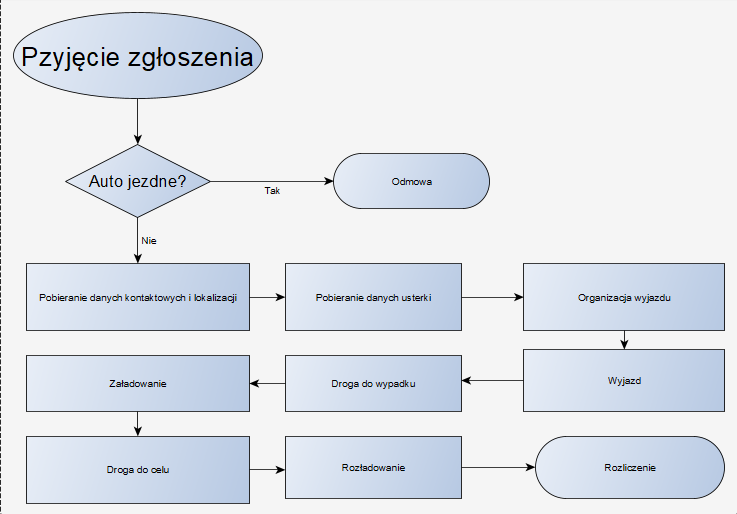 Pzyjęcie zgłoszenia
Auto jezdne?
Tak
Odmowa
Nie
Pobieranie danych kontaktowych i lokalizacji
Pobieranie danych usterki
Organizacja wyjazdu
Wyjazd
Droga do wypadku
Załadowanie
Droga do celu
Rozładowanie
Rozliczenie